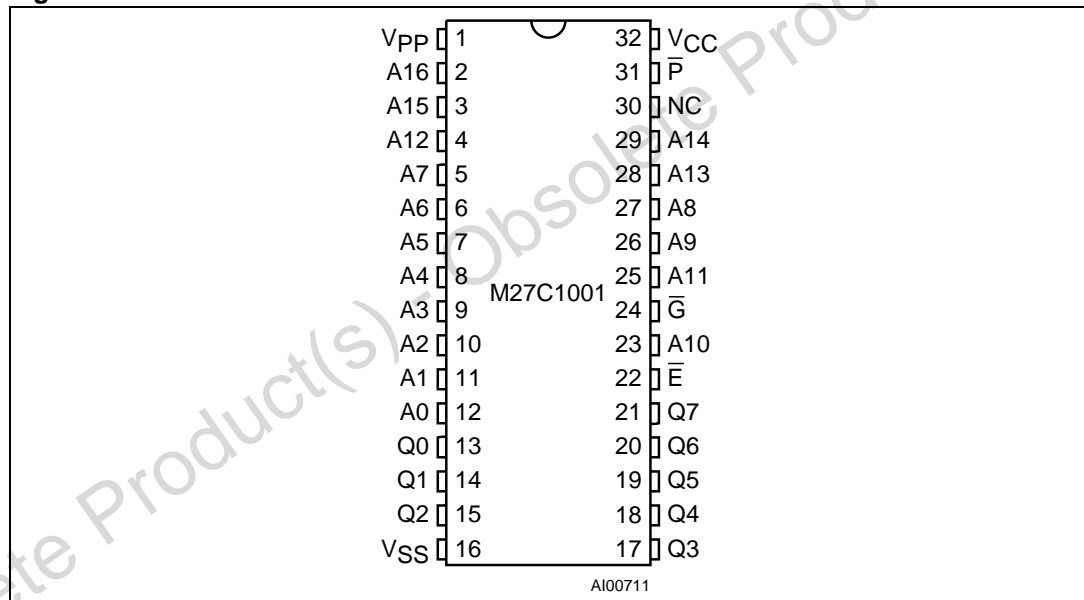 VPP 1 32 VCC
A16 2 31 P̅
A15 3 30 NC
A12 4 29 A14
A7 5 28 A13
A6 6 27 A8
A5 7 26 A9
A4 8 25 A11
M27C1001
A3 9 24 G̅
A2 10 23 A10
A1 11 22 E̅
A0 12 21 Q7
Q0 13 20 Q6
Q1 14 19 Q5
Q2 15 18 Q4
VSS 16 17 Q3
AI00711
Product(s) - Obsolete